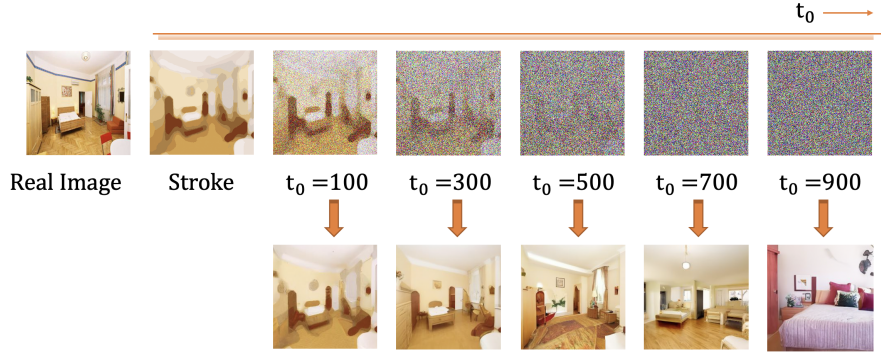 t₀
Real Image Stroke t₀ =100 t₀ =300 t₀ =500 t₀ =700 t₀ =900